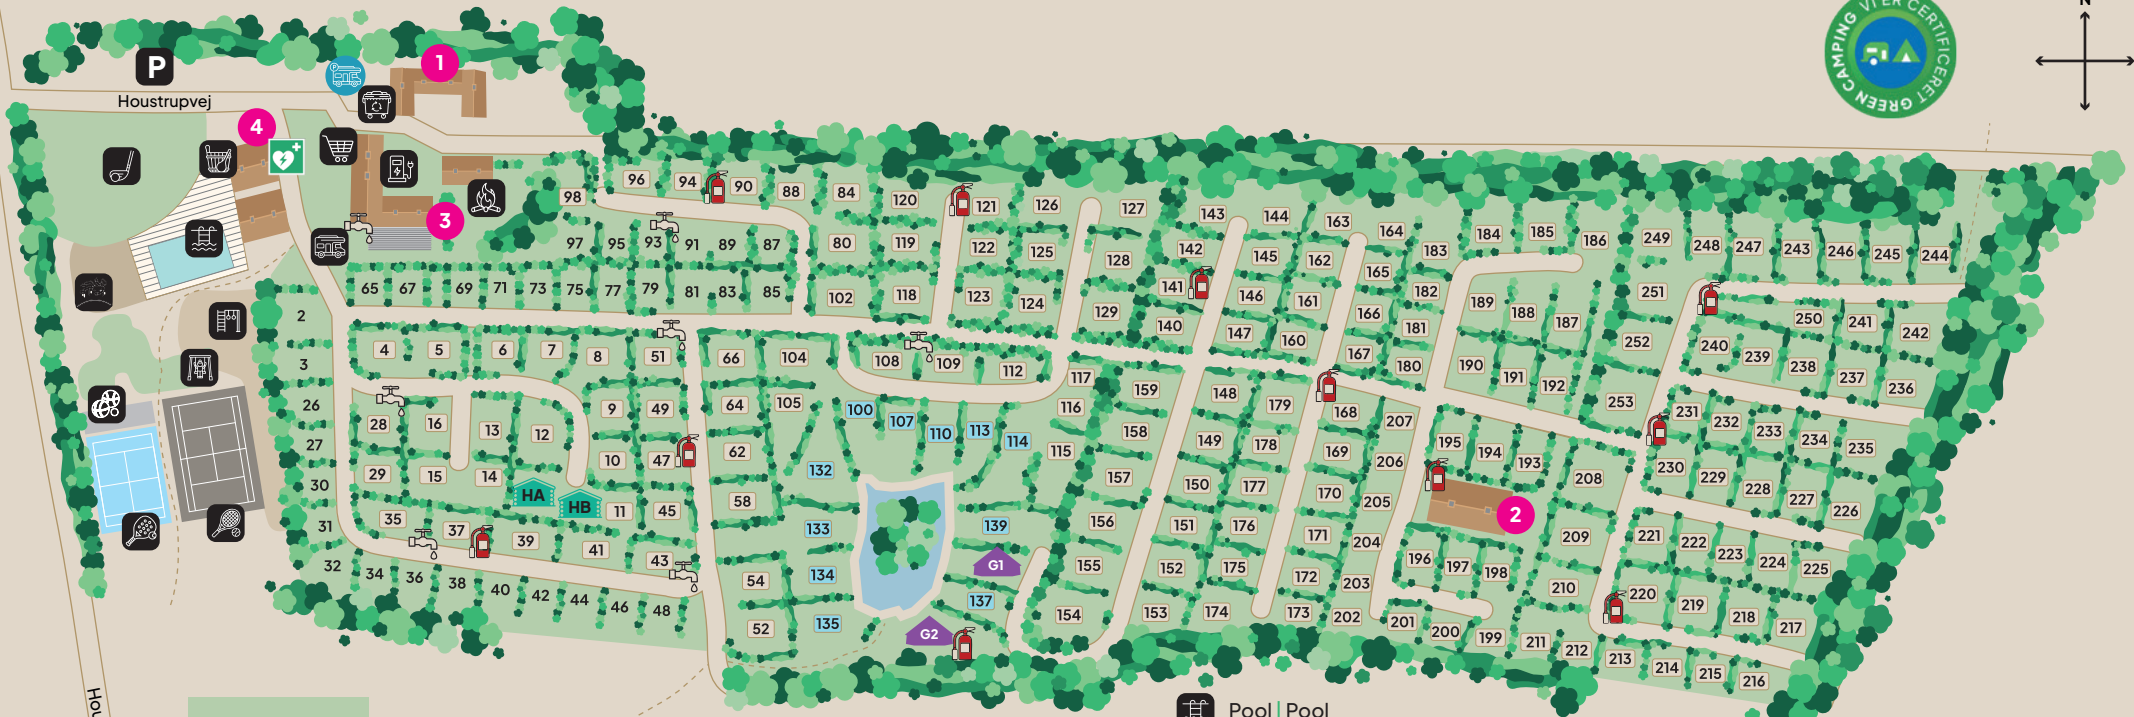 N
CAMPING VI ER CERTIFICERET GREEN
P
1
Houstrupvej
4
3
96 94 90 88 84 120 121 126 127 143 144 163 164 184 185 186 249 248 247 243 246 245 244
98
97 95 93 91 89 87 80 119 122 125 128 142 145 162 165 183
65 67 69 71 73 75 77 79 81 83 85 102 118 123 124 129 141 140 146 161 166 182 181 189 188 187 251 252 250 241 242
2
3
26
27
30
31
4 5 6 7 8 51 66 104 108 109 112 117 147 160 167 180 190 191 192 240 239 238 237 236
28 16 13 12 9 49 64 105 100 107 110 113 114 116 159 148 179 168 207 253 231 232 233 234 235
29 15 14 10 47 62 132 115 158 149 178 169 206 195 194 193 230 229 228 227 226
HA HB 11 45 58 157 150 177 170 205 208
35 37 39 41 43 133 139 156 151 176 171 204 2 209 221 222 223 224 225
32 34 36 38 40 42 44 46 48 54 134 G1 137 155 152 175 172 203 196 197 198 210 220 219 218 217
52 135 G2 154 153 174 173 202 201 200 199 211 212 213 214 215 216
Hou
Pool | Pool